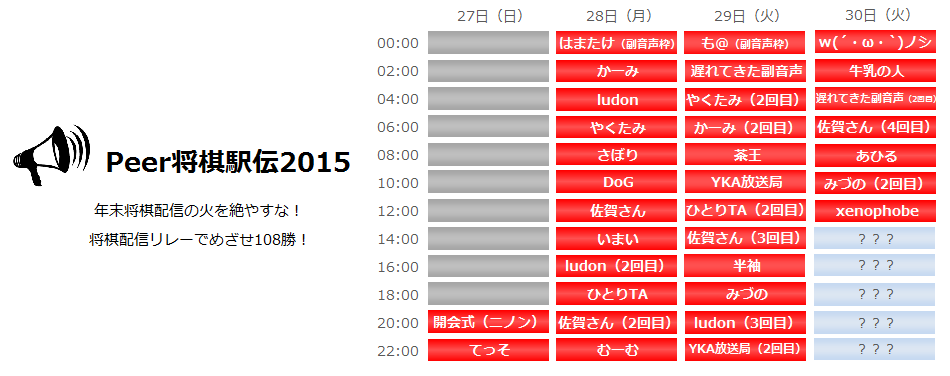 27日（日） 28日（月） 29日（火） 30日（火）
00:00 はまたけ（副音声枠） も@（副音声枠） w(´・ω・`)ノシ
02:00 かーみ 遅れてきた副音声 牛乳の人
04:00 ludon やくたみ（2回目） 遅れてきた副音声（2回目）
06:00 やくたみ かーみ（2回目） 佐賀さん（4回目）
08:00 さぼり 茶王 あひる
10:00 DoG YKA放送局 みづの（2回目）
12:00 佐賀さん ひとりTA（2回目） xenophobe
14:00 いまい 佐賀さん（3回目） ？？？
16:00 ludon（2回目） 半袖 ？？？
18:00 ひとりTA みづの ？？？
20:00 開会式（ニノン） 佐賀さん（2回目） ludon（3回目） ？？？
22:00 てっそ むーむ YKA放送局（2回目） ？？？
Peer将棋駅伝2015
年末将棋配信の火を絶やすな！
将棋配信リレーでめざせ108勝！